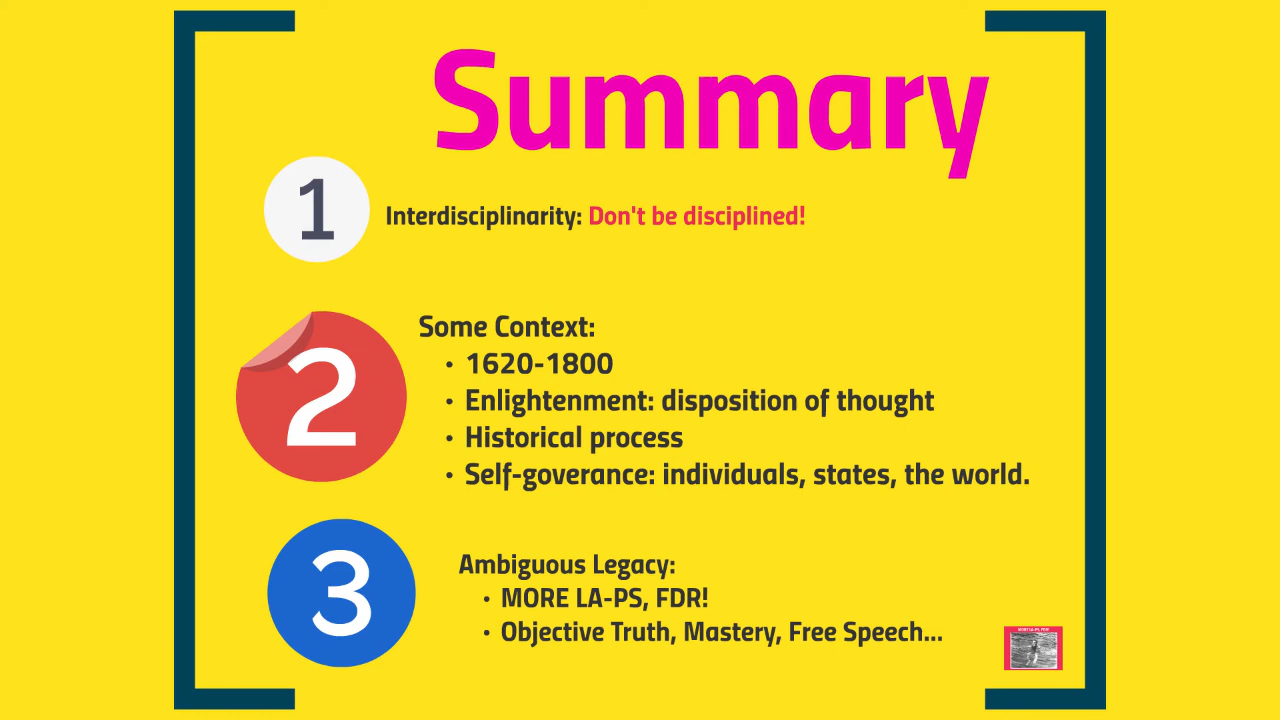 Summary
1
Interdisciplinarity: Don't be disciplined!
2
Some Context:
• 1620-1800
• Enlightenment: disposition of thought
• Historical process
• Self-goverance: individuals, states, the world.
3
Ambiguous Legacy:
• MORE LA-PS, FDR!
• Objective Truth, Mastery, Free Speech...